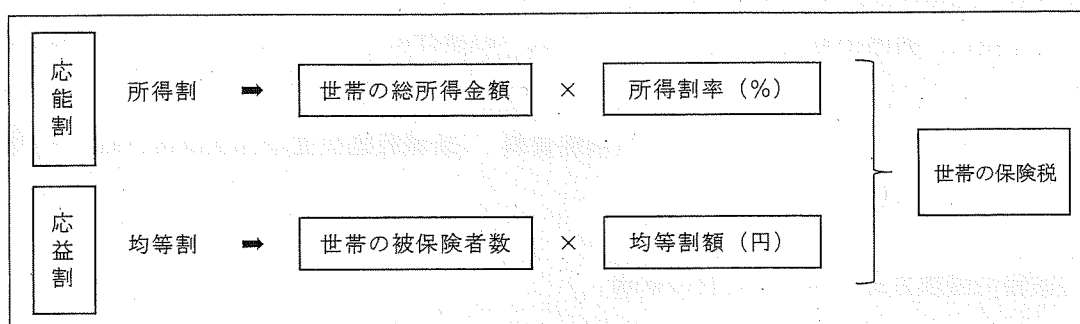 応能割
所得割 ➡ 世帯の総所得金額 × 所得割率（%）
世帯の保険税
応益割
均等割 ➡ 世帯の被保険者数 × 均等割額（円）